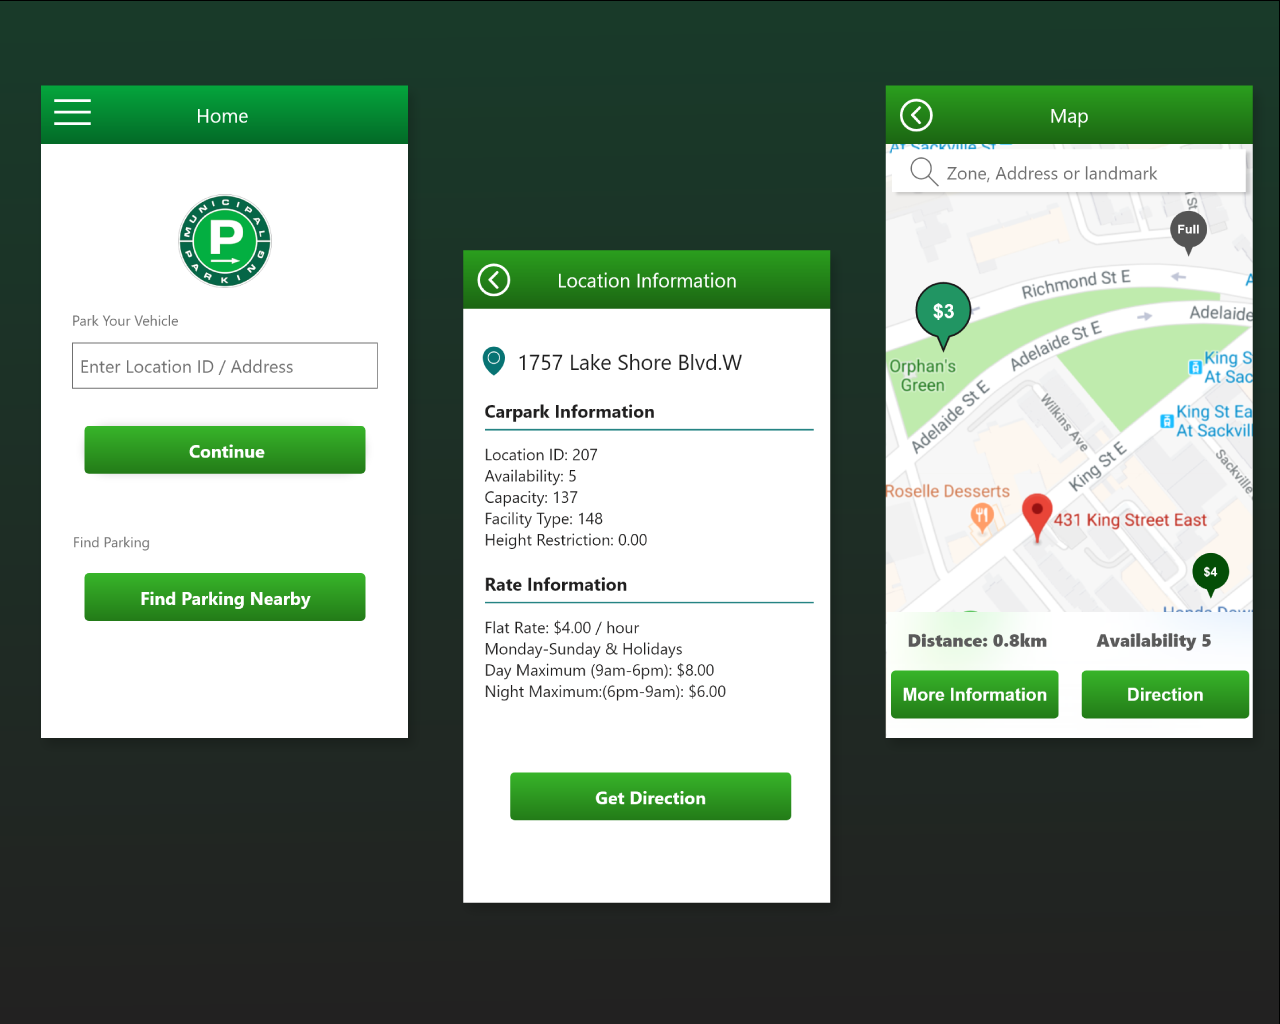 Home
MUNICIPAL
P
PARKING
Park Your Vehicle
Enter Location ID / Address
Continue
Find Parking
Find Parking Nearby
Location Information
1757 Lake Shore Blvd.W
Carpark Information
Location ID: 207
Availability: 5
Capacity: 137
Facility Type: 148
Height Restriction: 0.00
Rate Information
Flat Rate: $4.00 / hour
Monday-Sunday & Holidays
Day Maximum (9am-6pm): $8.00
Night Maximum:(6pm-9am): $6.00
Get Direction
Map
At Sackville St
Zone, Address or landmark
St
Full
Richmond St E
$3
Adelaide St E
Adelaide
Orphan's
Green
King S
At Sac
Adelaide St E
Wilkins Ave
King St Ea
At Sackvil
King St E
Sackville
Roselle Desserts
431 King Street East
$4
Distance: 0.8km
Availability 5
More Information
Direction